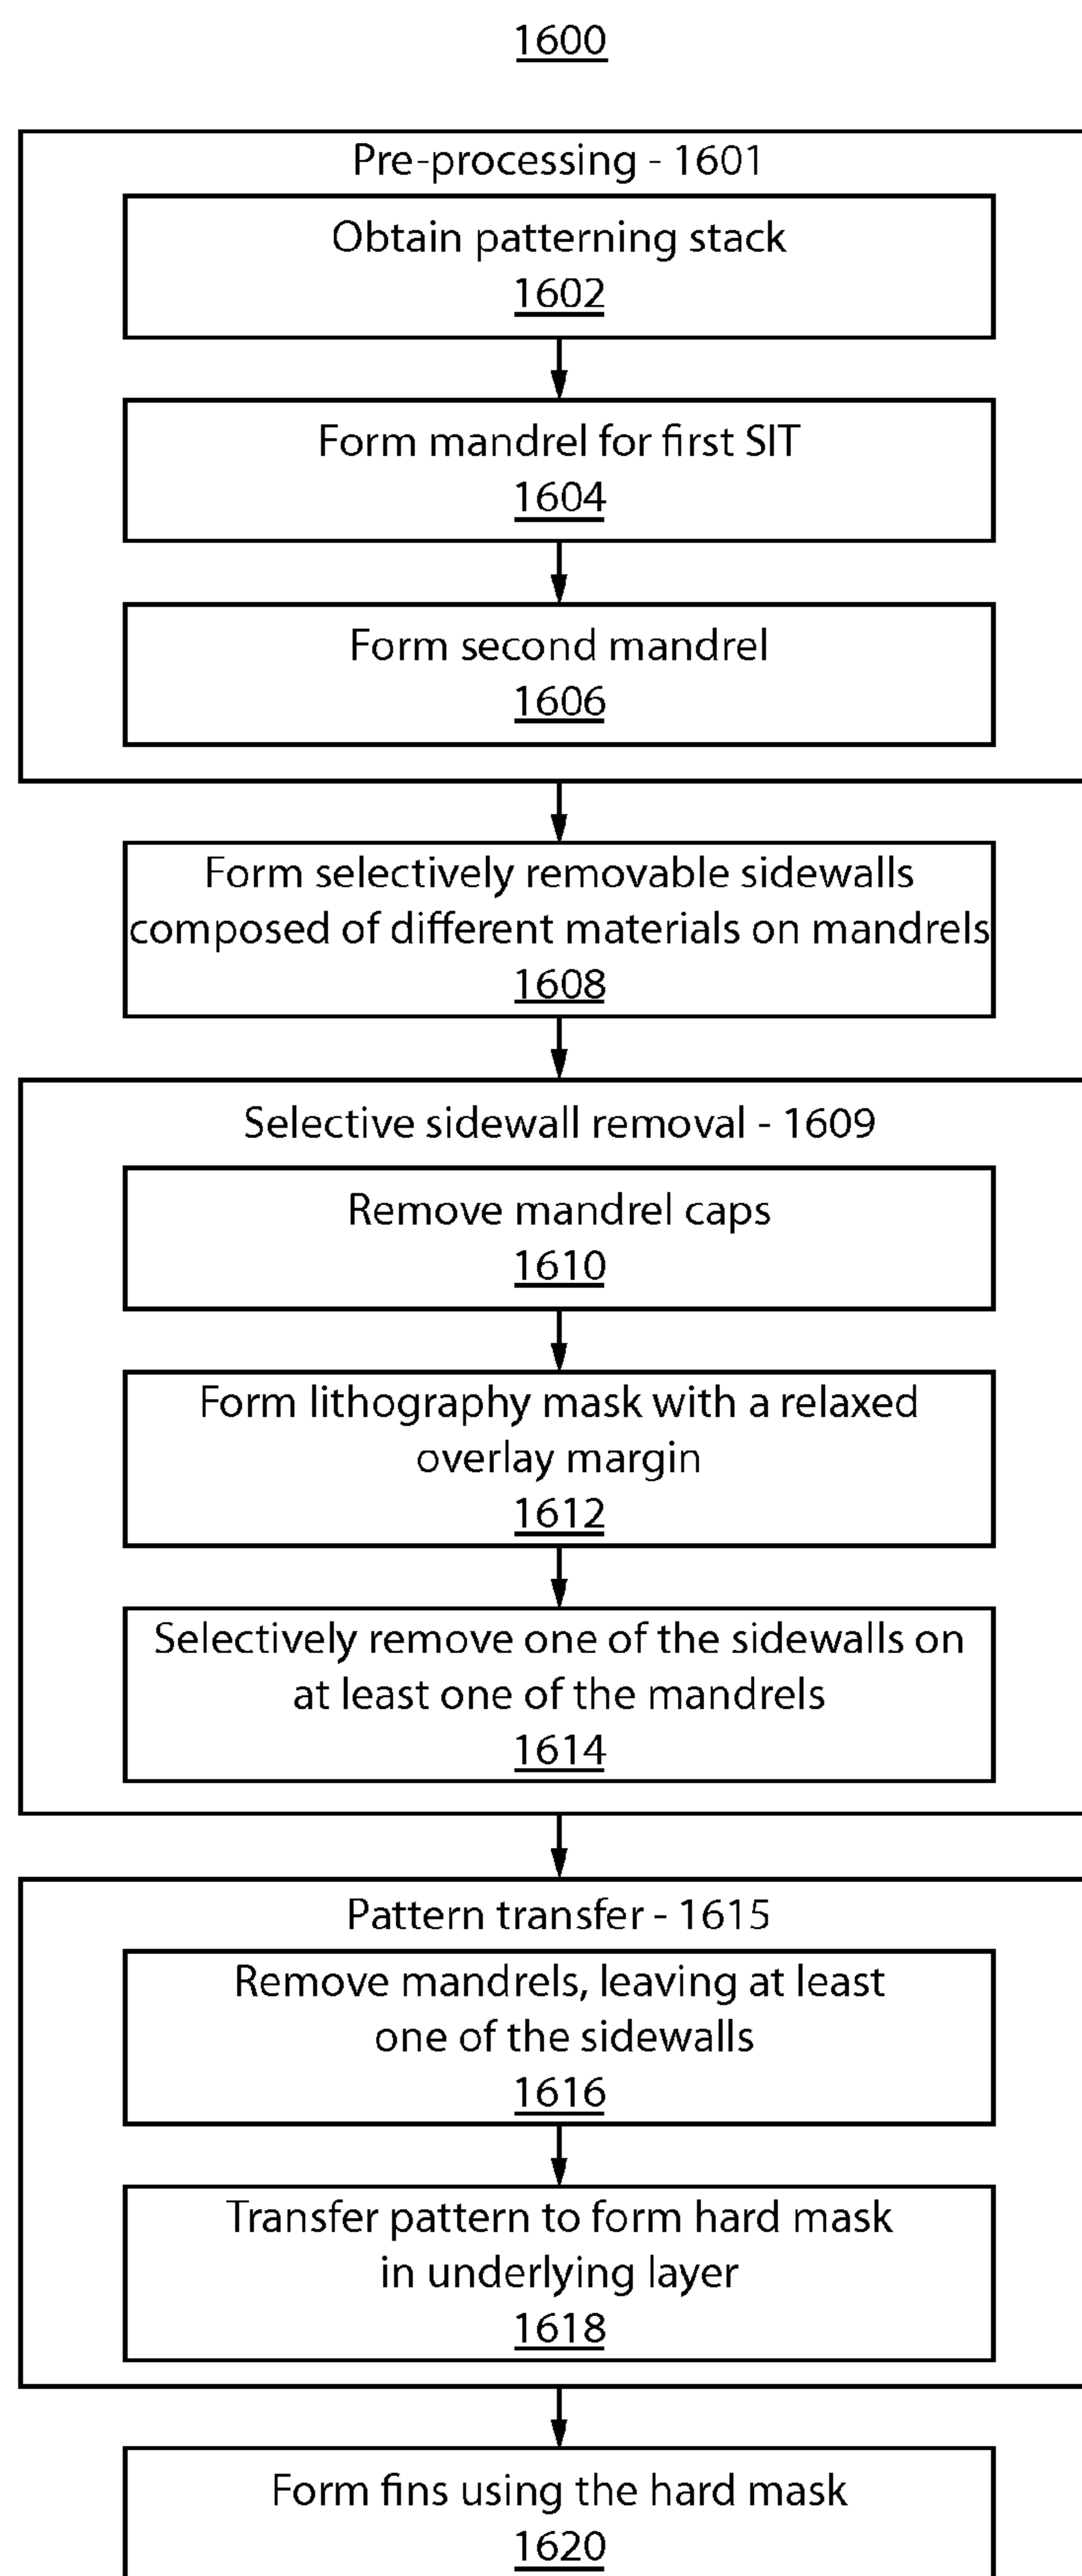 1600
Pre-processing - 1601
Obtain patterning stack
1602
Form mandrel for first SIT
1604
Form second mandrel
1606
Form selectively removable sidewalls
composed of different materials on mandrels
1608
Selective sidewall removal - 1609
Remove mandrel caps
1610
Form lithography mask with a relaxed
overlay margin
1612
Selectively remove one of the sidewalls on
at least one of the mandrels
1614
Pattern transfer - 1615
Remove mandrels, leaving at least
one of the sidewalls
1616
Transfer pattern to form hard mask
in underlying layer
1618
Form fins using the hard mask
1620